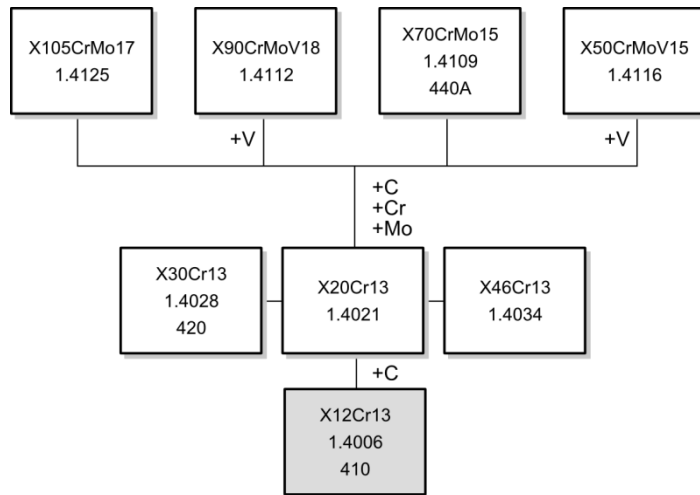 X105CrMo17
1.4125
X90CrMoV18
1.4112
X70CrMo15
1.4109
440A
X50CrMoV15
1.4116
+V
+V
+C
+Cr
+Mo
X30Cr13
1.4028
420
X20Cr13
1.4021
X46Cr13
1.4034
+C
X12Cr13
1.4006
410